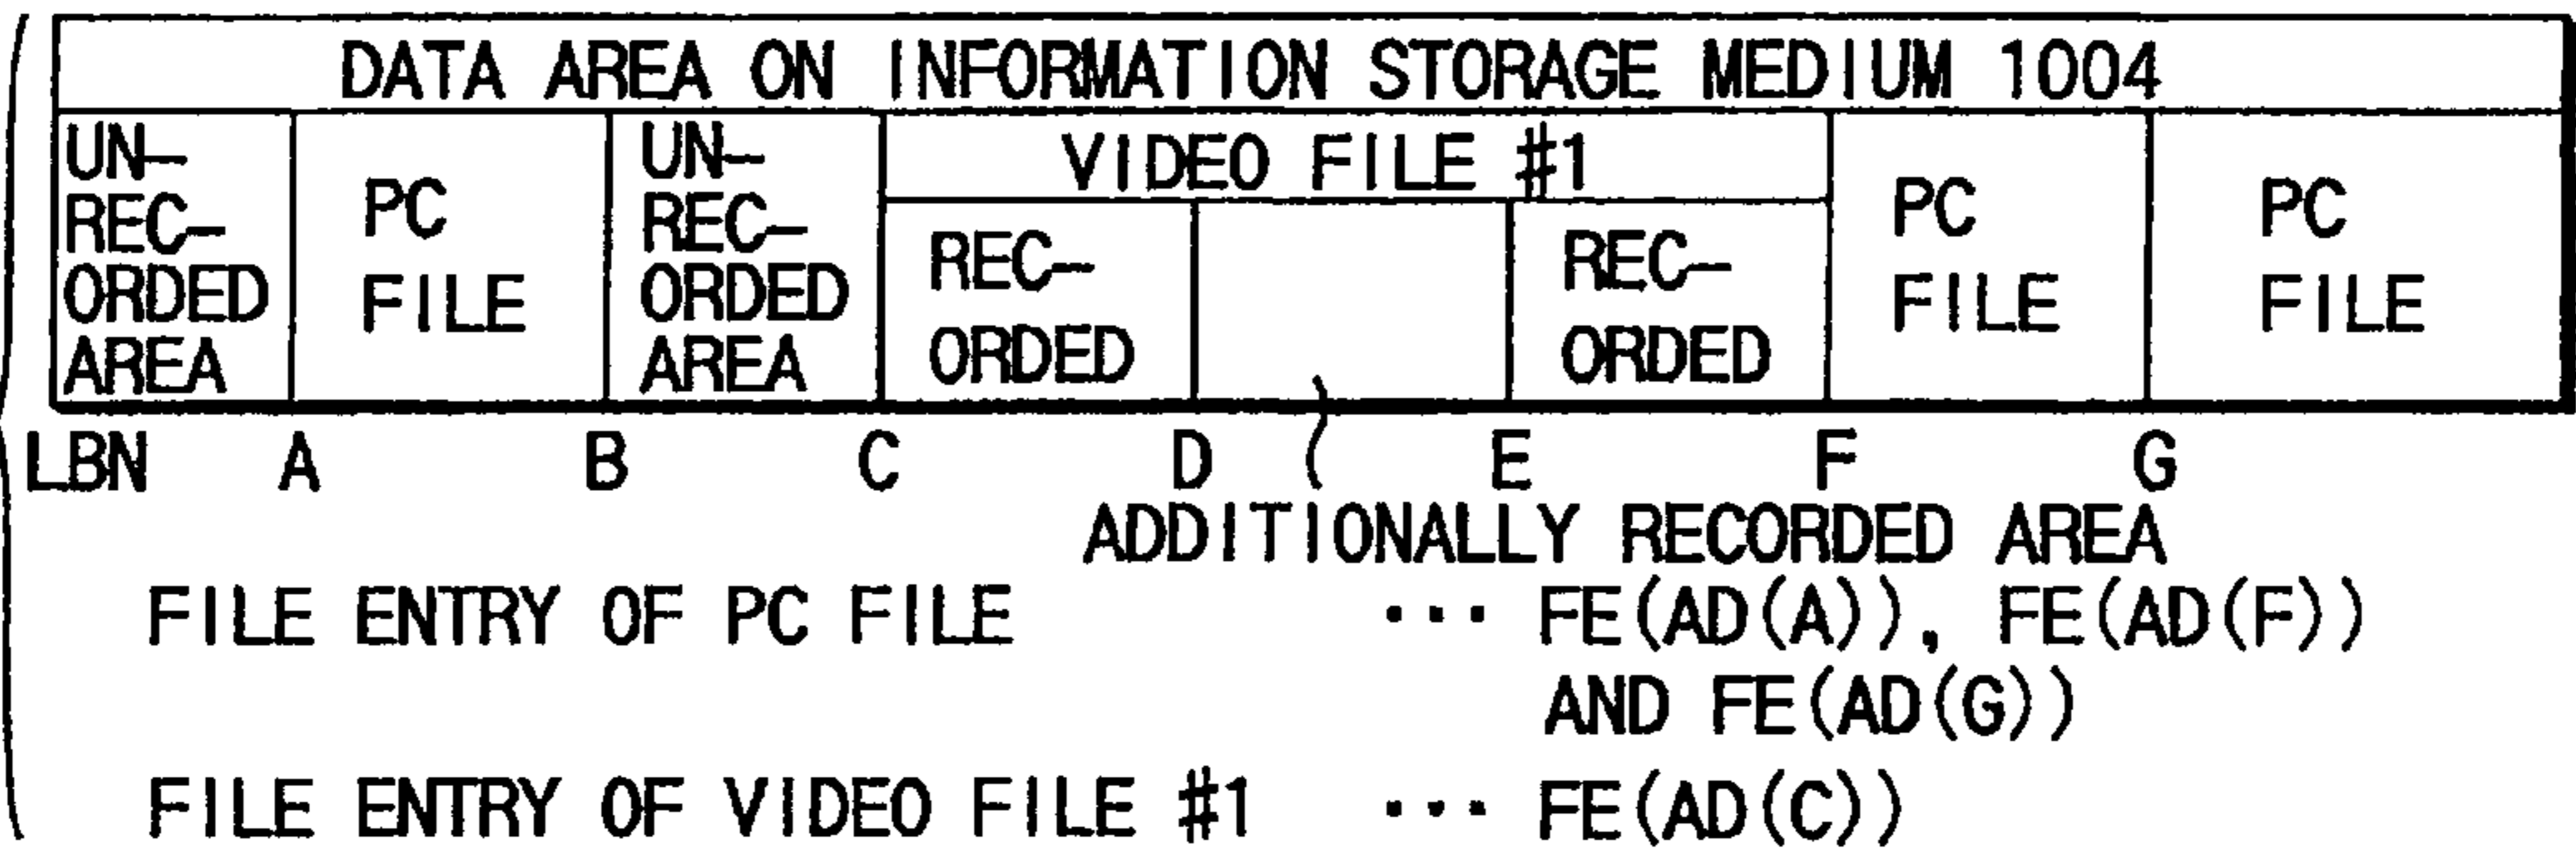 DATA AREA ON INFORMATION STORAGE MEDIUM 1004
UN-
REC-
ORDED
AREA
PC
FILE
UN-
REC-
ORDED
AREA
VIDEO FILE #1
REC-
ORDED
REC-
ORDED
PC
FILE
PC
FILE
LBN A B C D E F G
ADDITIONALLY RECORDED AREA
FILE ENTRY OF PC FILE ··· FE(AD(A)), FE(AD(F))
AND FE(AD(G))
FILE ENTRY OF VIDEO FILE #1 ··· FE(AD(C))